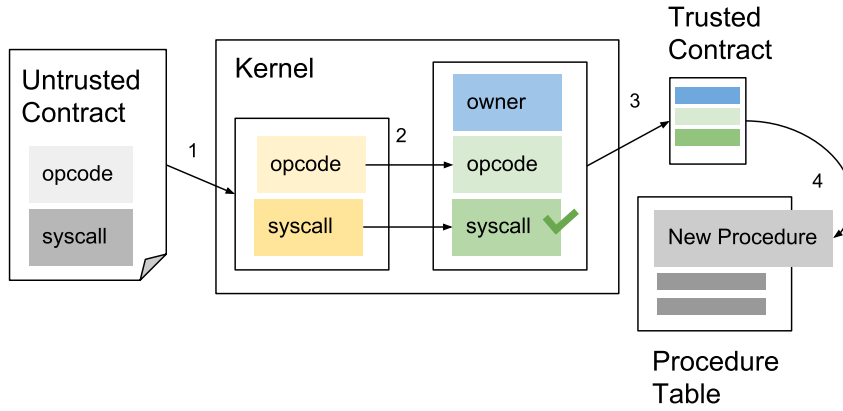 Untrusted
Contract
opcode
syscall
1
Kernel
opcode
syscall
2
owner
opcode
syscall
3
Trusted
Contract
4
New Procedure
Procedure
Table